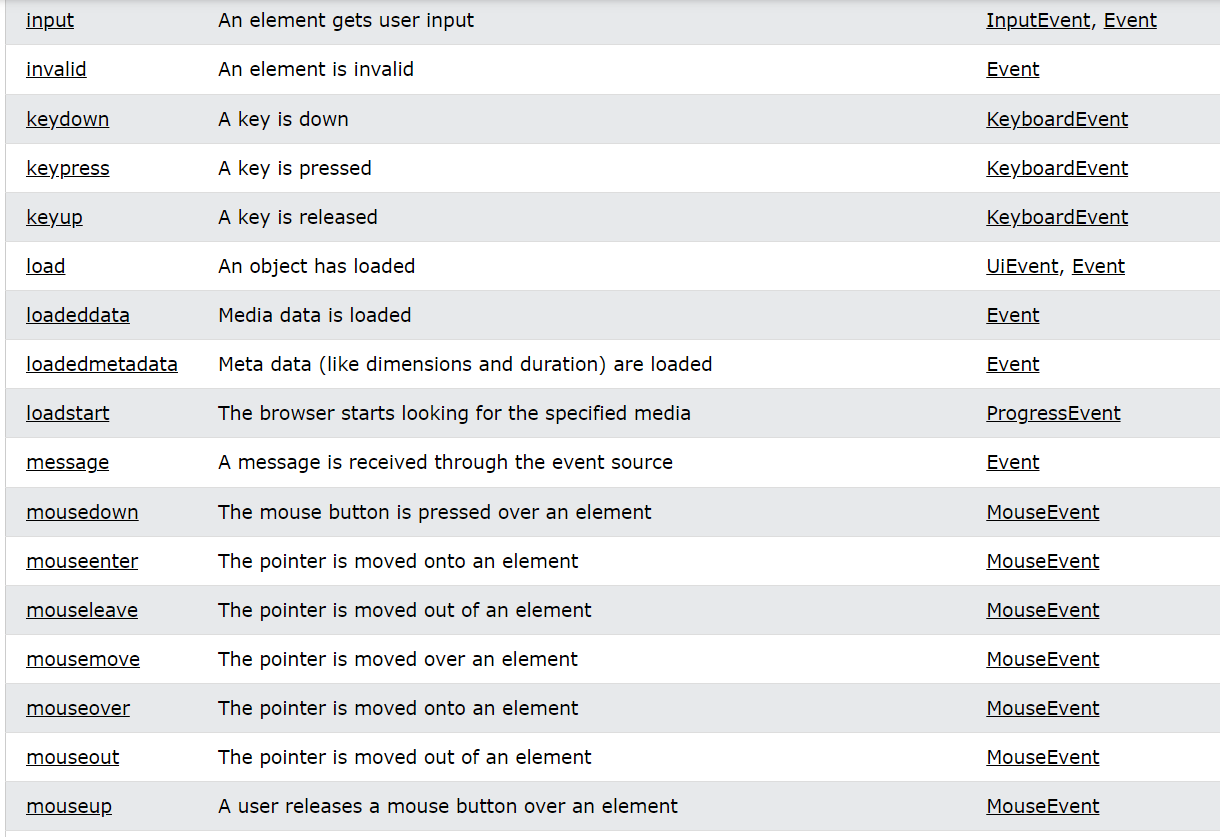 input An element gets user input InputEvent, Event
invalid An element is invalid Event
keydown A key is down KeyboardEvent
keypress A key is pressed KeyboardEvent
keyup A key is released KeyboardEvent
load An object has loaded UiEvent, Event
loadeddata Media data is loaded Event
loadedmetadata Meta data (like dimensions and duration) are loaded Event
loadstart The browser starts looking for the specified media ProgressEvent
message A message is received through the event source Event
mousedown The mouse button is pressed over an element MouseEvent
mouseenter The pointer is moved onto an element MouseEvent
mouseleave The pointer is moved out of an element MouseEvent
mousemove The pointer is moved over an element MouseEvent
mouseover The pointer is moved onto an element MouseEvent
mouseout The pointer is moved out of an element MouseEvent
mouseup A user releases a mouse button over an element MouseEvent